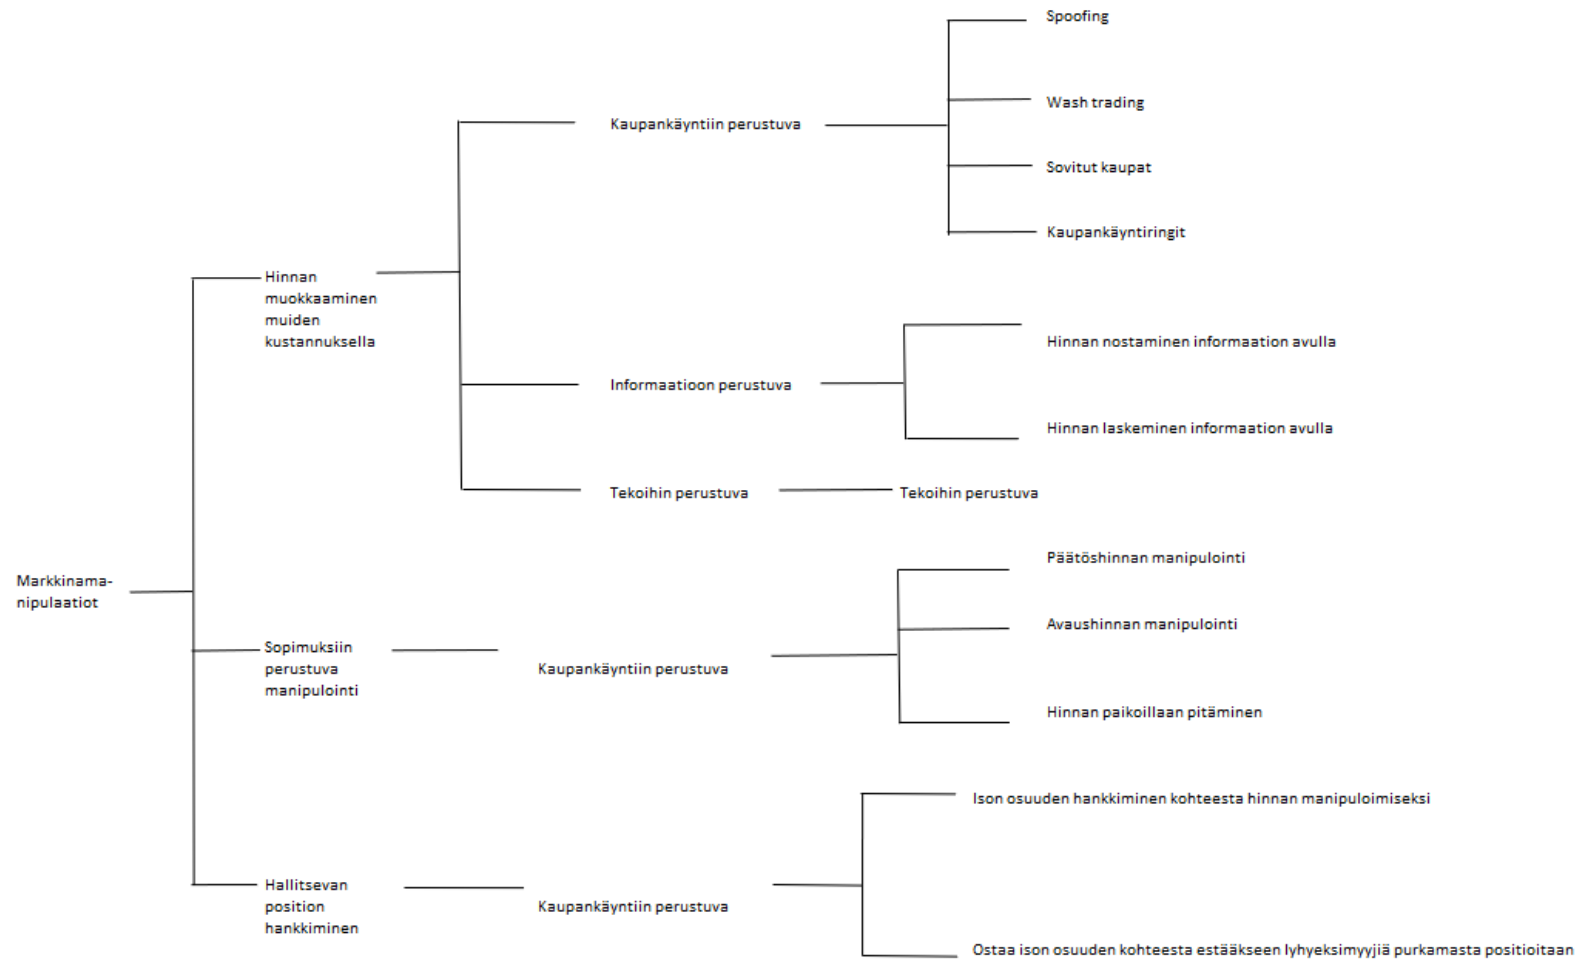 Spoofing
Wash trading
Kaupankäyntiin perustuva
Sovitut kaupat
Kaupankäyntiringit
Hinnan
muokkaaminen
muiden
kustannuksella
Hinnan nostaminen informaation avulla
Informaatioon perustuva
Hinnan laskeminen informaation avulla
Tekoihin perustuva
Tekoihin perustuva
Markkinama-
nipulaatiot
Päätöshinnan manipulointi
Avaushinnan manipulointi
Sopimuksiin
perustuva
manipulointi
Kaupankäyntiin perustuva
Hinnan paikoillaan pitäminen
Ison osuuden hankkiminen kohteesta hinnan manipuloimiseksi
Hallitsevan
position
hankkiminen
Kaupankäyntiin perustuva
Ostaa ison osuuden kohteesta estääkseen lyhyeksimyyjiä purkamasta positioitaan